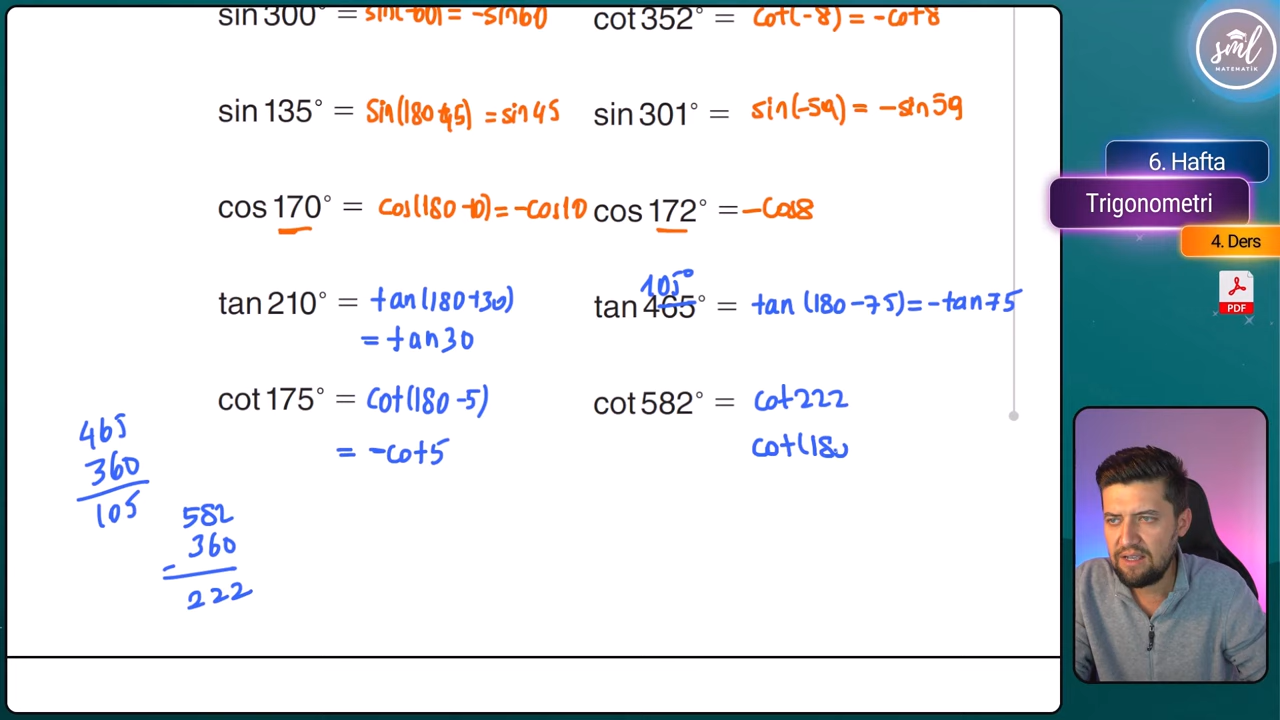 sin 300° = sin(-60) = -sin60
cot 352° = cot(-8) = -cot8
sin 135° = sin(180-45) = sin45
sin 301° = sin(-59) = -sin59
cos 170° = cos(180-10) = -cos10
cos 172° = -cos8
tan 210° = tan(180+30)
= tan30
105°
tan 465° = tan(180-75) = -tan75
cot 175° = cot(180-5)
= -cot5
cot 582° = cot222
cot(180
465
360
105
582
- 360
222
sml
MATEMATİK
6. Hafta
Trigonometri
4. Ders
PDF